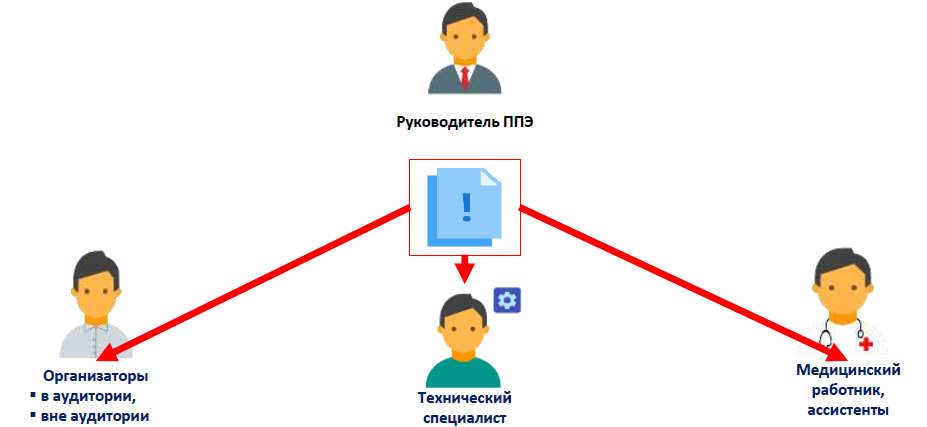 Руководитель ППЭ
!
Организаторы
▪ в аудитории,
▪ вне аудитории
Технический
специалист
Медицинский
работник,
ассистенты